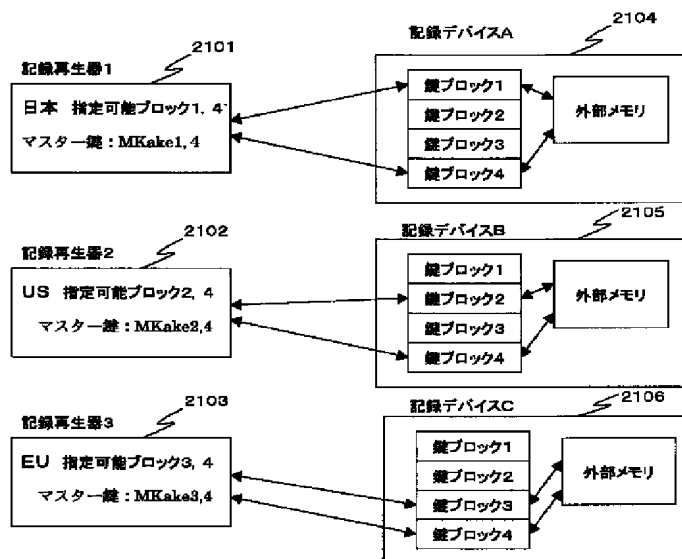 記録再生器1
2101
日本 指定可能ブロック1, 4
マスター鍵：MKake1,4
記録デバイスA
2104
鍵ブロック1
鍵ブロック2
鍵ブロック3
鍵ブロック4
外部メモリ
記録再生器2
2102
US 指定可能ブロック2, 4
マスター鍵：MKake2,4
記録デバイスB
2105
鍵ブロック1
鍵ブロック2
鍵ブロック3
鍵ブロック4
外部メモリ
記録再生器3
2103
EU 指定可能ブロック3, 4
マスター鍵：MKake3,4
記録デバイスC
2106
鍵ブロック1
鍵ブロック2
鍵ブロック3
鍵ブロック4
外部メモリ